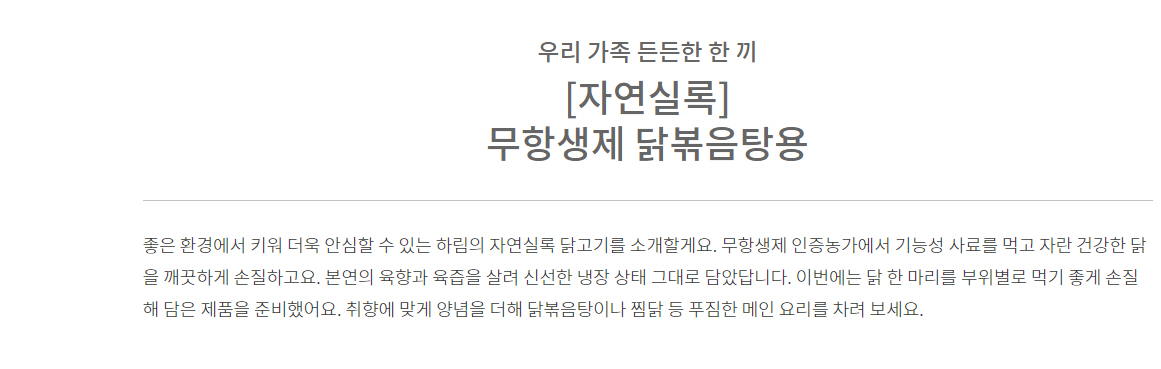 우리 가족 든든한 한 끼
[자연실록]
무항생제 닭볶음탕용
좋은 환경에서 키워 더욱 안심할 수 있는 하림의 자연실록 닭고기를 소개할게요. 무항생제 인증농가에서 기능성 사료를 먹고 자란 건강한 닭
을 깨끗하게 손질하고요. 본연의 육향과 육즙을 살려 신선한 냉장 상태 그대로 담았답니다. 이번에는 닭 한 마리를 부위별로 먹기 좋게 손질
해 담은 제품을 준비했어요. 취향에 맞게 양념을 더해 닭볶음탕이나 찜닭 등 푸짐한 메인 요리를 차려 보세요.